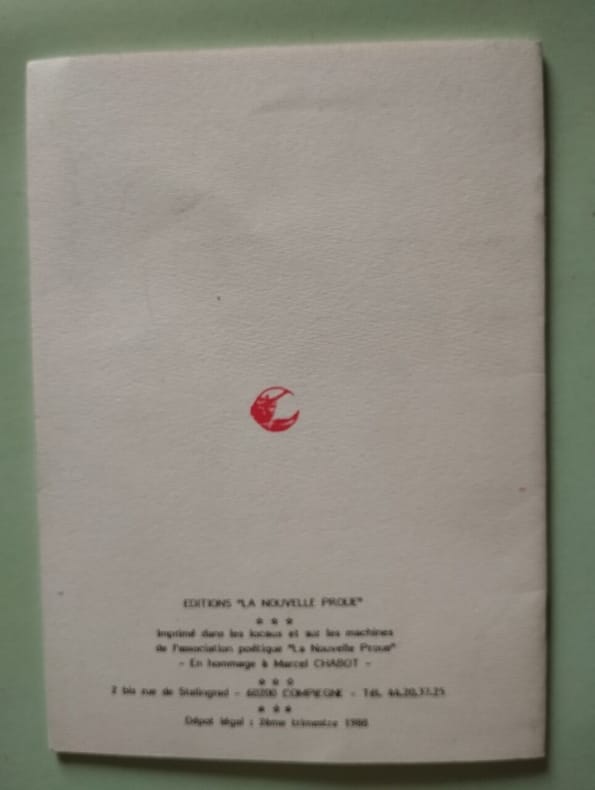 EDITIONS "LA NOUVELLE PROUE"
* * *
Imprimé dans les locaux et sur les machines
de l'association poétique "La Nouvelle Proue"
- En hommage à Marcel CHABOT -
* * *
2 bis rue de Stalingrad - 60200 COMPIEGNE - Tél. 44.20.37.25
* * *
Dépot légal : 2ème trimestre